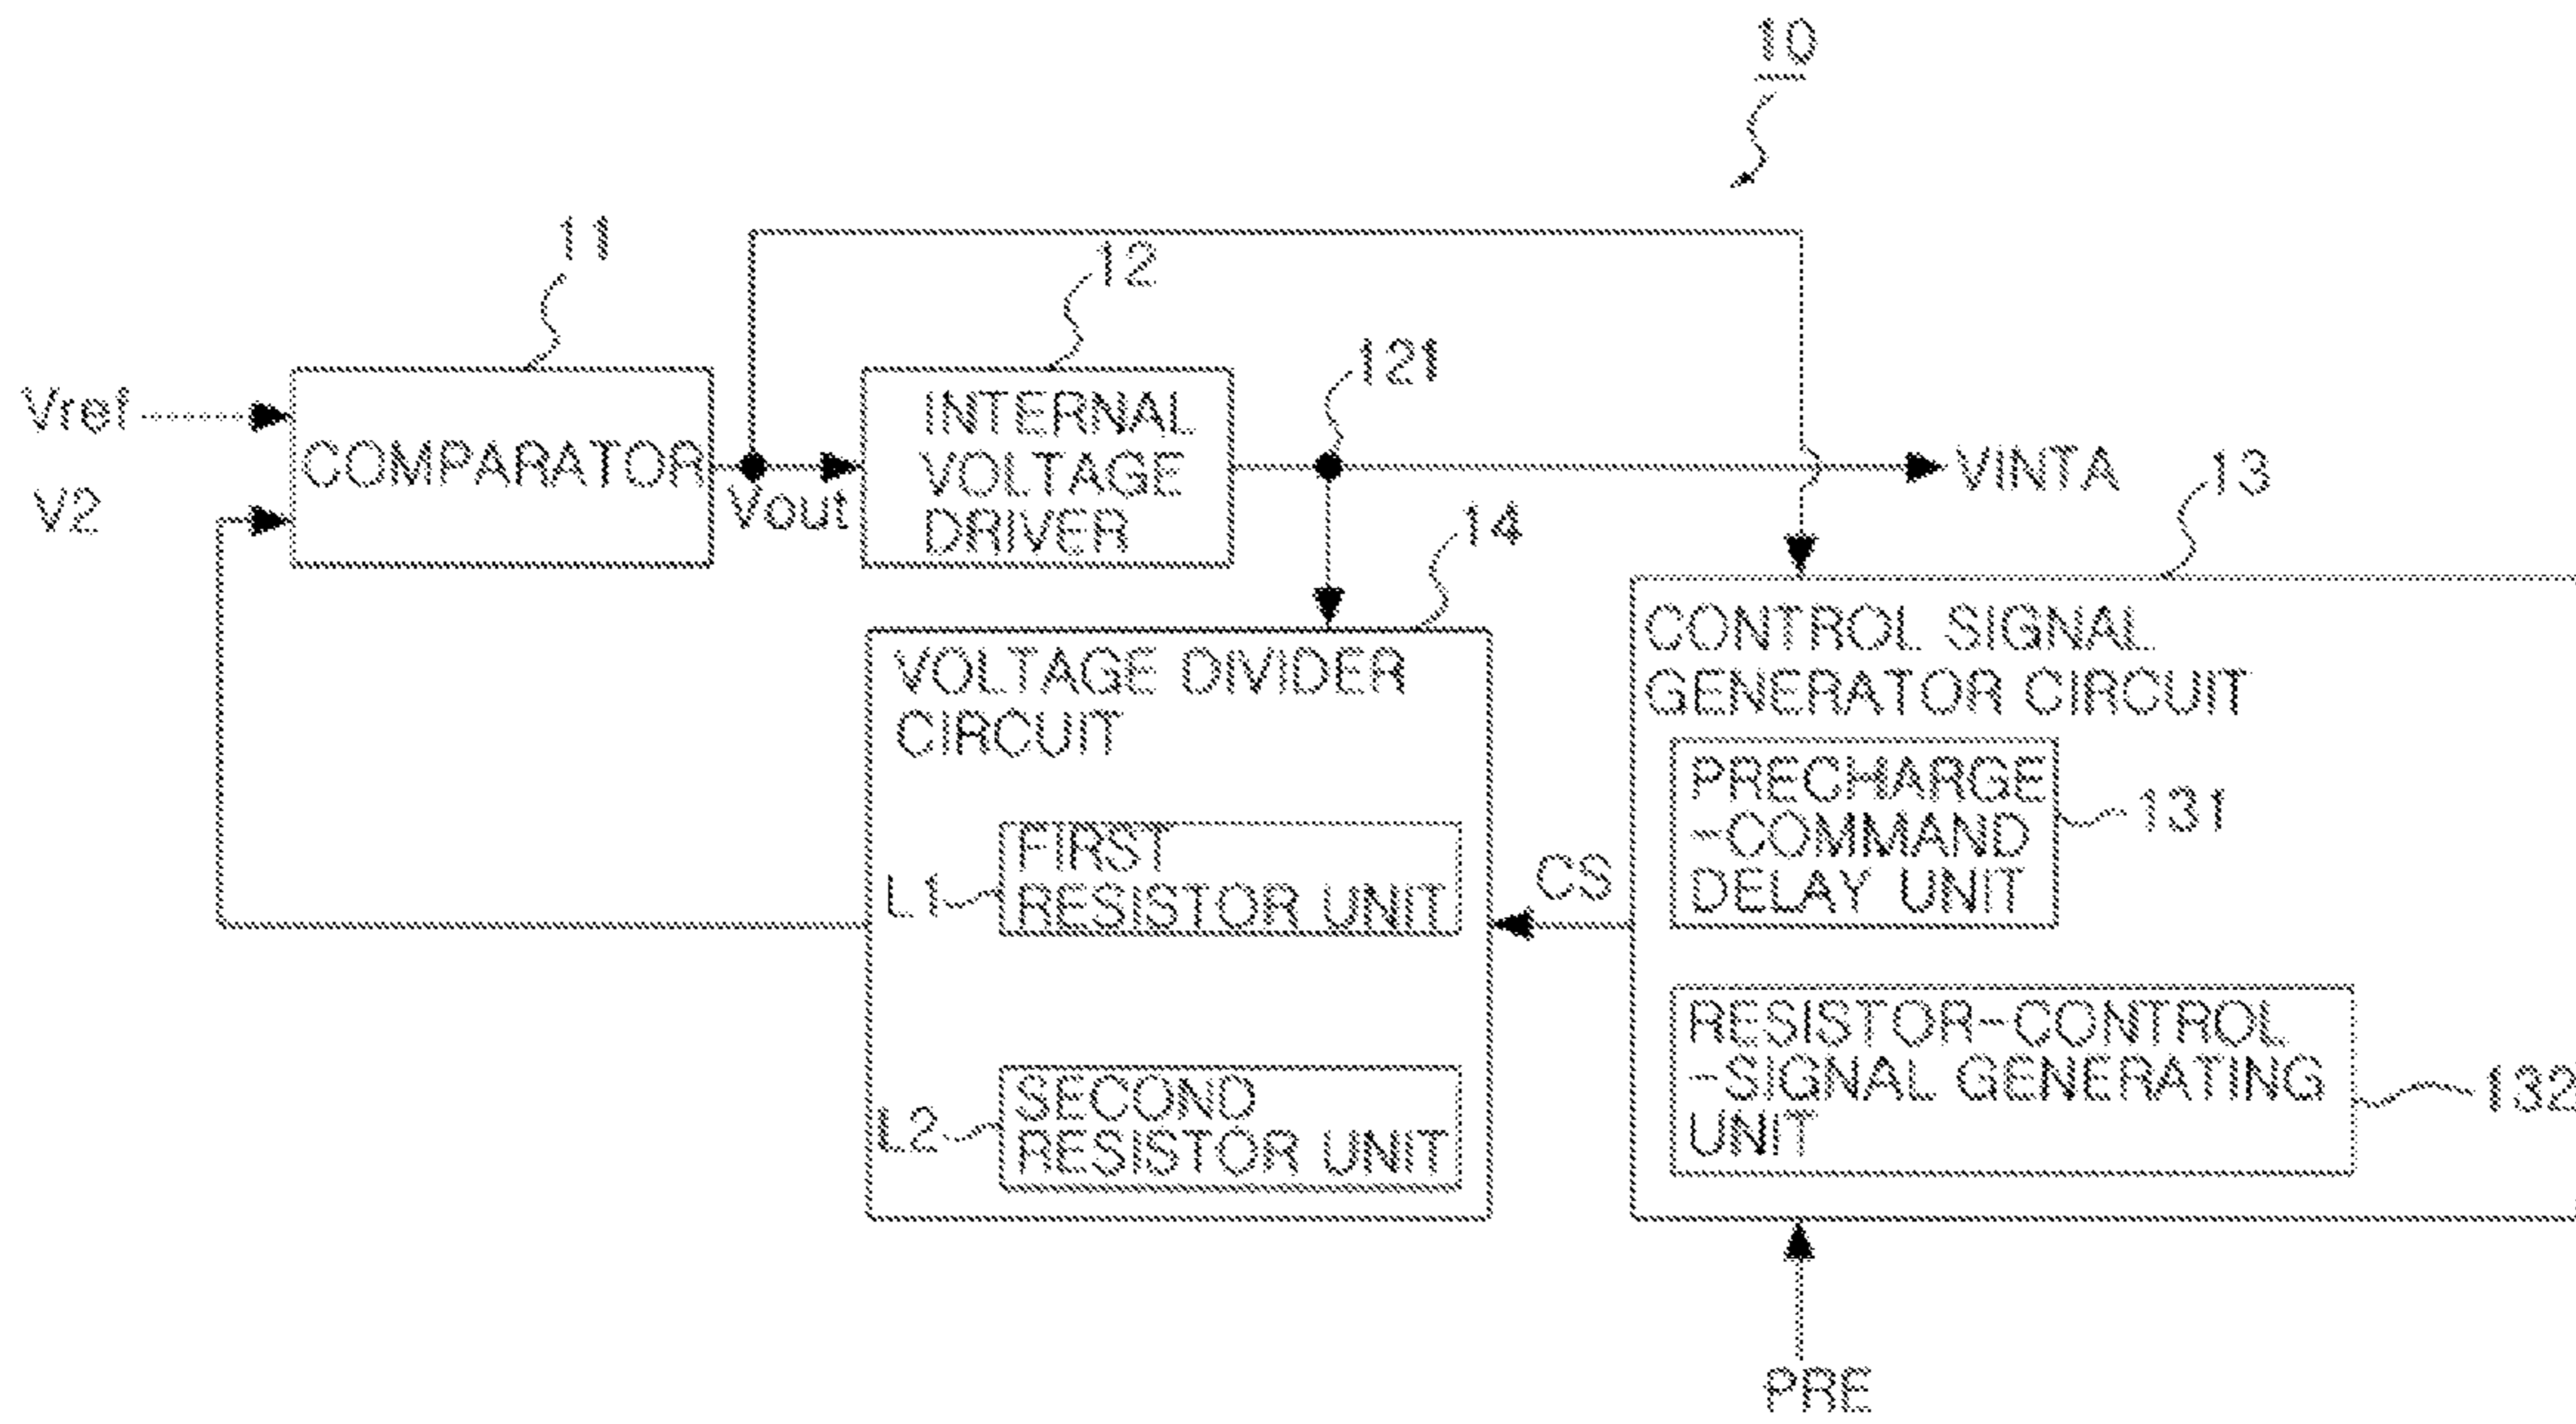 10
11
12
121
Vref
COMPARATOR
V2
Vout
INTERNAL
VOLTAGE
DRIVER
VINTA
13
14
VOLTAGE DIVIDER
CIRCUIT
FIRST
RESISTOR UNIT
L1
SECOND
RESISTOR UNIT
L2
CS
CONTROL SIGNAL
GENERATOR CIRCUIT
PRECHARGE
-COMMAND
DELAY UNIT
131
RESISTOR-CONTROL
-SIGNAL GENERATING
UNIT
132
PRE